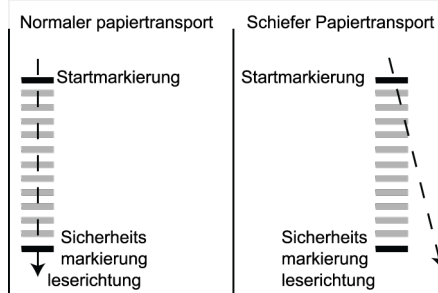 Normaler papiertransport
Startmarkierung
Sicherheits
markierung
leserichtung
Schiefer Papiertransport
Startmarkierung
Sicherheits
markierung
leserichtung